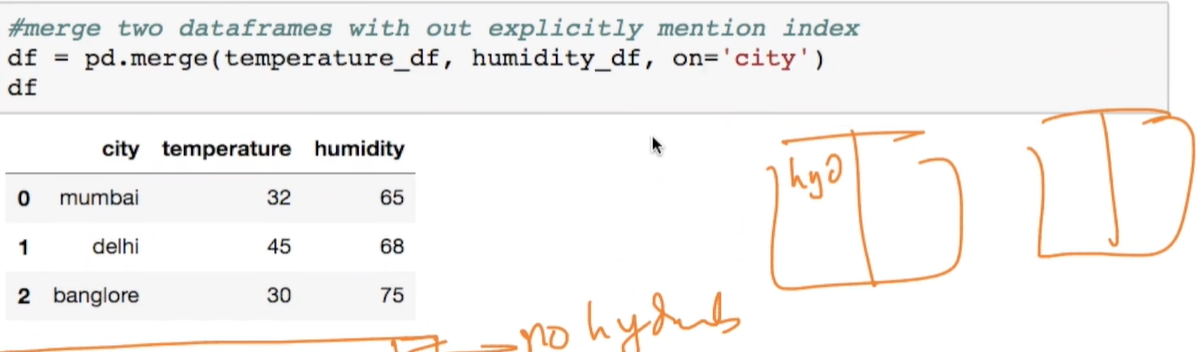 #merge two dataframes with out explicitly mention index
df = pd.merge(temperature_df, humidity_df, on='city')
df
city temperature humidity
0 mumbai 32 65
1 delhi 45 68
2 banglore 30 75
hyd
no